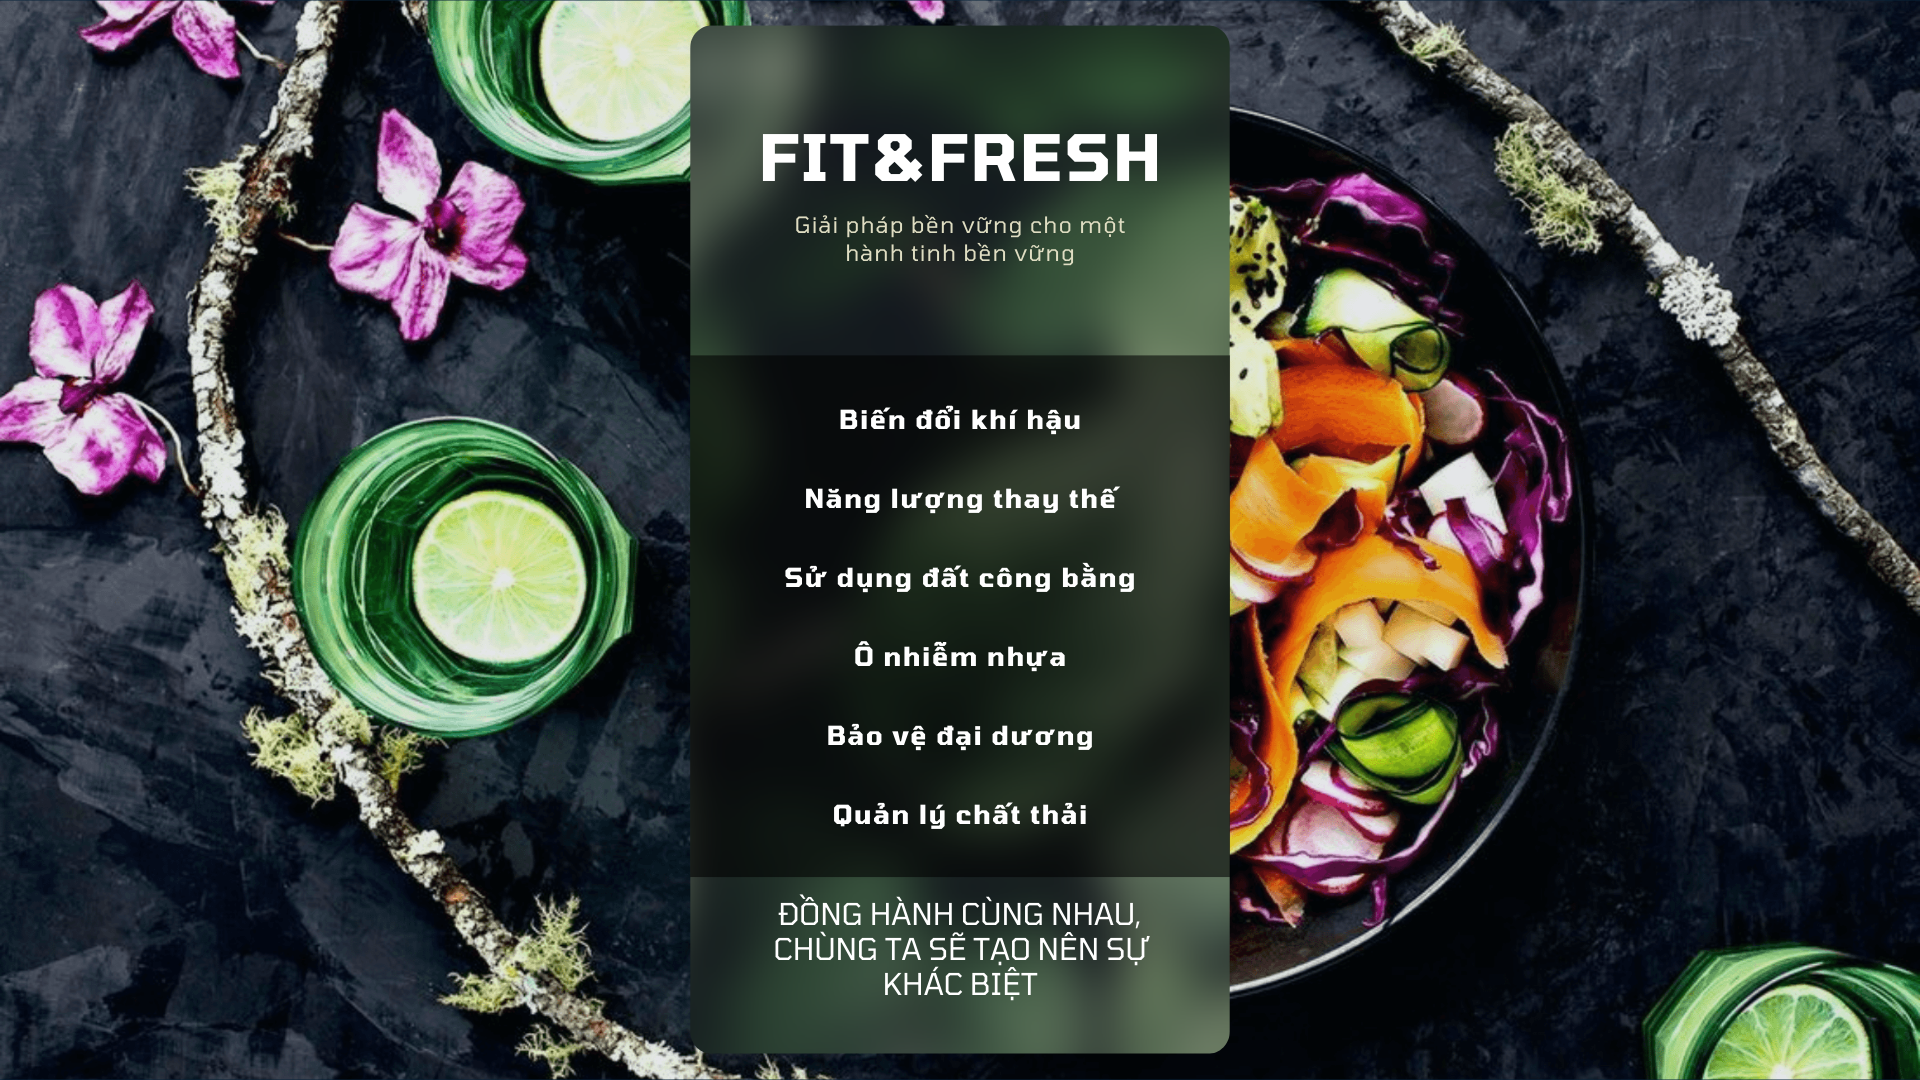 FIT&FRESH
Giải pháp bền vững cho một
hành tinh bền vững
Biến đổi khí hậu
Năng lượng thay thế
Sử dụng đất công bằng
Ô nhiễm nhựa
Bảo vệ đại dương
Quản lý chất thải
ĐỒNG HÀNH CÙNG NHAU,
CHÙNG TA SẼ TẠO NÊN SỰ
KHÁC BIỆT